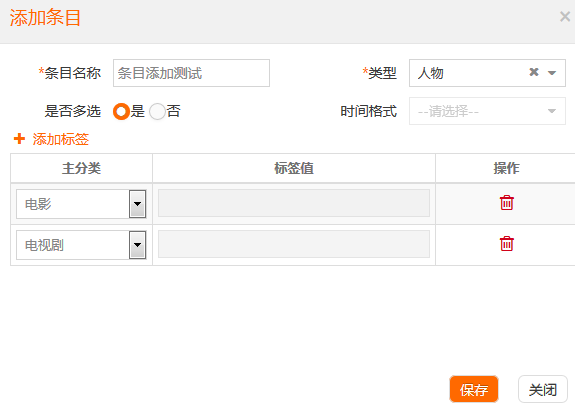 添加条目
*条目名称 条目添加测试 *类型 人物
是否多选 是 否 时间格式 --请选择--
添加标签
主分类 标签值 操作
电影
电视剧
保存 关闭